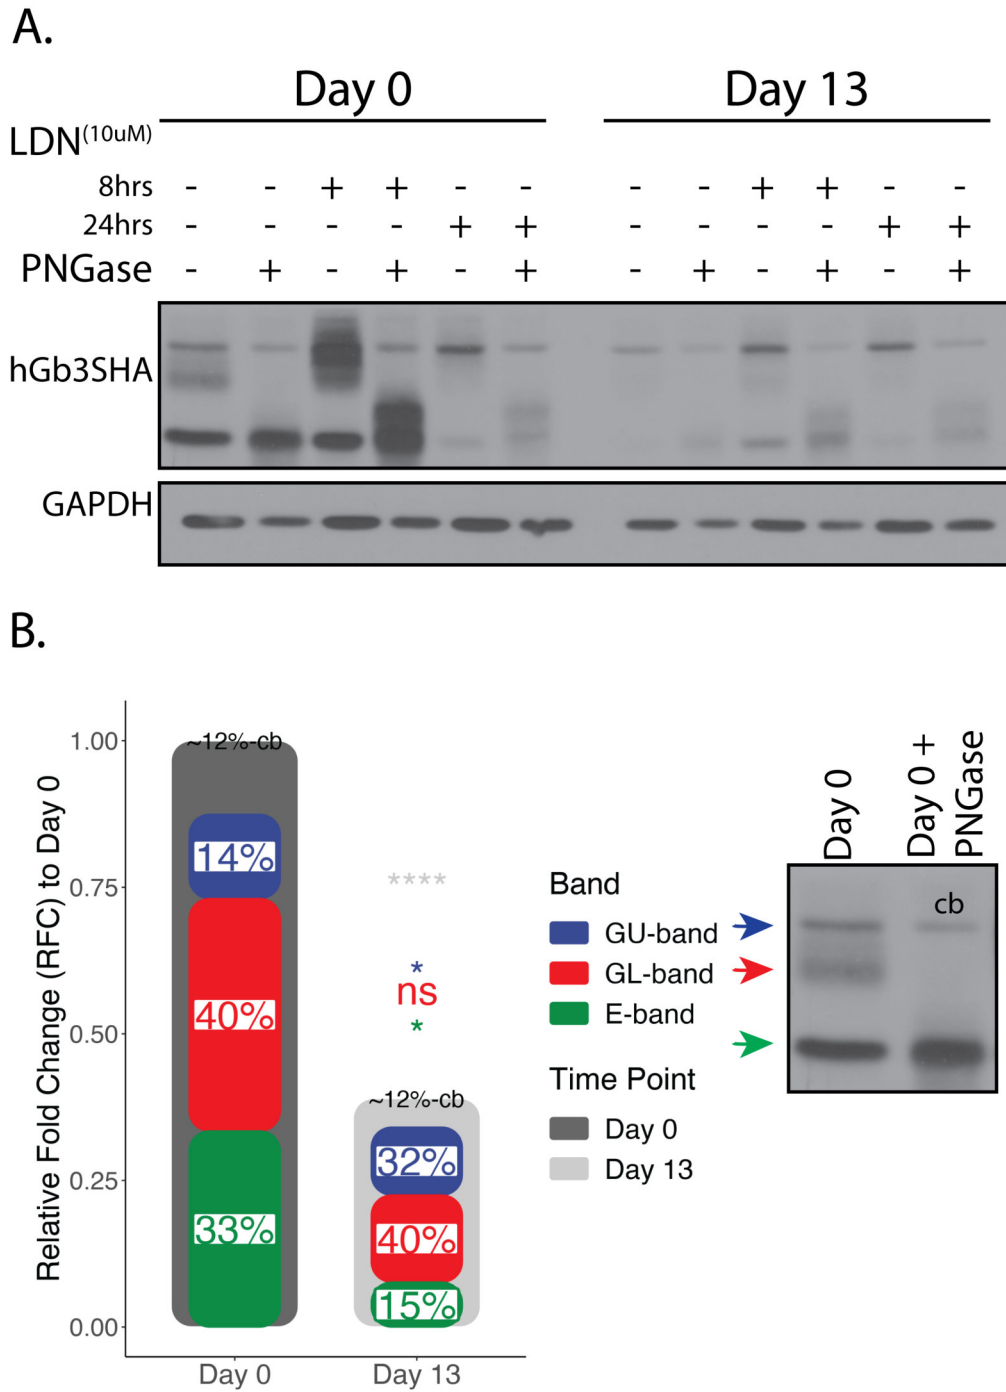 A.
Day 0 Day 13
LDN(10uM)
8hrs - - + + - - - - + + - -
24hrs - - - - + + - - - - + +
PNGase - + - + - + - + - + - +
hGb3SHA
GAPDH
B.
Relative Fold Change (RFC) to Day 0
1.00
0.75
0.50
0.25
0.00
~12%-cb
14%
40%
33%
Day 0
****
*
ns
*
~12%-cb
32%
40%
15%
Day 13
Band
GU-band
GL-band
E-band
Time Point
Day 0
Day 13
Day 0
Day 0 +
PNGase
cb